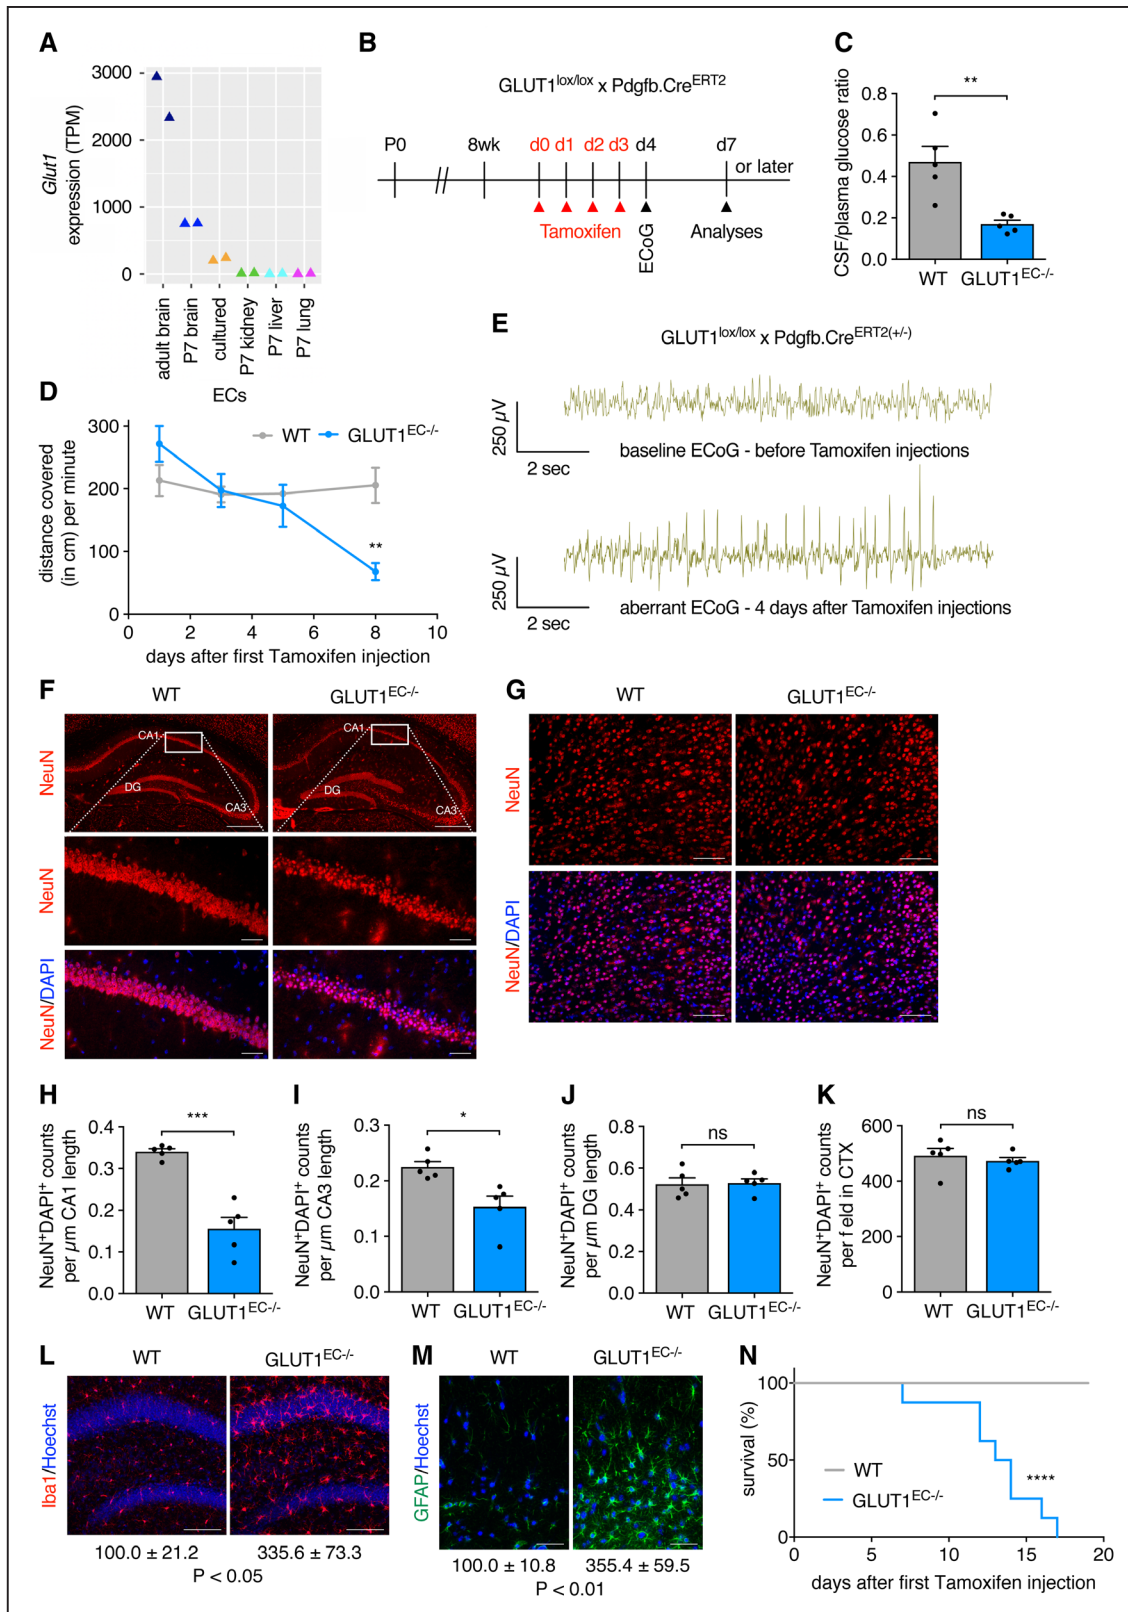 A
Glut1
expression (TPM)
3000
2000
1000
0
adult brain
P7 brain
cultured
P7 kidney
P7 liver
P7 lung
ECs
B
GLUT1lox/lox x Pdgfb.CreERT2
P0
8wk
d0 d1 d2 d3 d4 d7
or later
Tamoxifen
ECoG
Analyses
C
CSF/plasma glucose ratio
0.8
0.6
0.4
0.2
0.0
**
WT GLUT1EC-/-
D
distance covered
(in cm) per minute
300
200
100
0
WT GLUT1EC-/-
**
0 2 4 6 8 10
days after first Tamoxifen injection
E
GLUT1lox/lox x Pdgfb.CreERT2(+/-)
250 µV
2 sec
baseline ECoG - before Tamoxifen injections
250 µV
2 sec
aberrant ECoG - 4 days after Tamoxifen injections
F
WT GLUT1EC-/-
NeuN
CA1
DG
CA3
CA1
DG
CA3
NeuN
NeuN/DAPI
G
WT GLUT1EC-/-
NeuN
NeuN/DAPI
H
NeuN+DAPI+ counts
per µm CA1 length
0.4
0.3
0.2
0.1
0.0
***
WT GLUT1EC-/-
I
NeuN+DAPI+ counts
per µm CA3 length
0.3
0.2
0.1
0.0
*
WT GLUT1EC-/-
J
NeuN+DAPI+ counts
per µm DG length
0.8
0.6
0.4
0.2
0.0
ns
WT GLUT1EC-/-
K
NeuN+DAPI+ counts
per f eld in CTX
600
400
200
0
ns
WT GLUT1EC-/-
L
WT GLUT1EC-/-
Iba1/Hoechst
100.0 ± 21.2 335.6 ± 73.3
P < 0.05
M
WT GLUT1EC-/-
GFAP/Hoechst
100.0 ± 10.8 355.4 ± 59.5
P < 0.01
N
survival (%)
100
50
0
WT
GLUT1EC-/-
****
0 5 10 15 20
days after first Tamoxifen injection